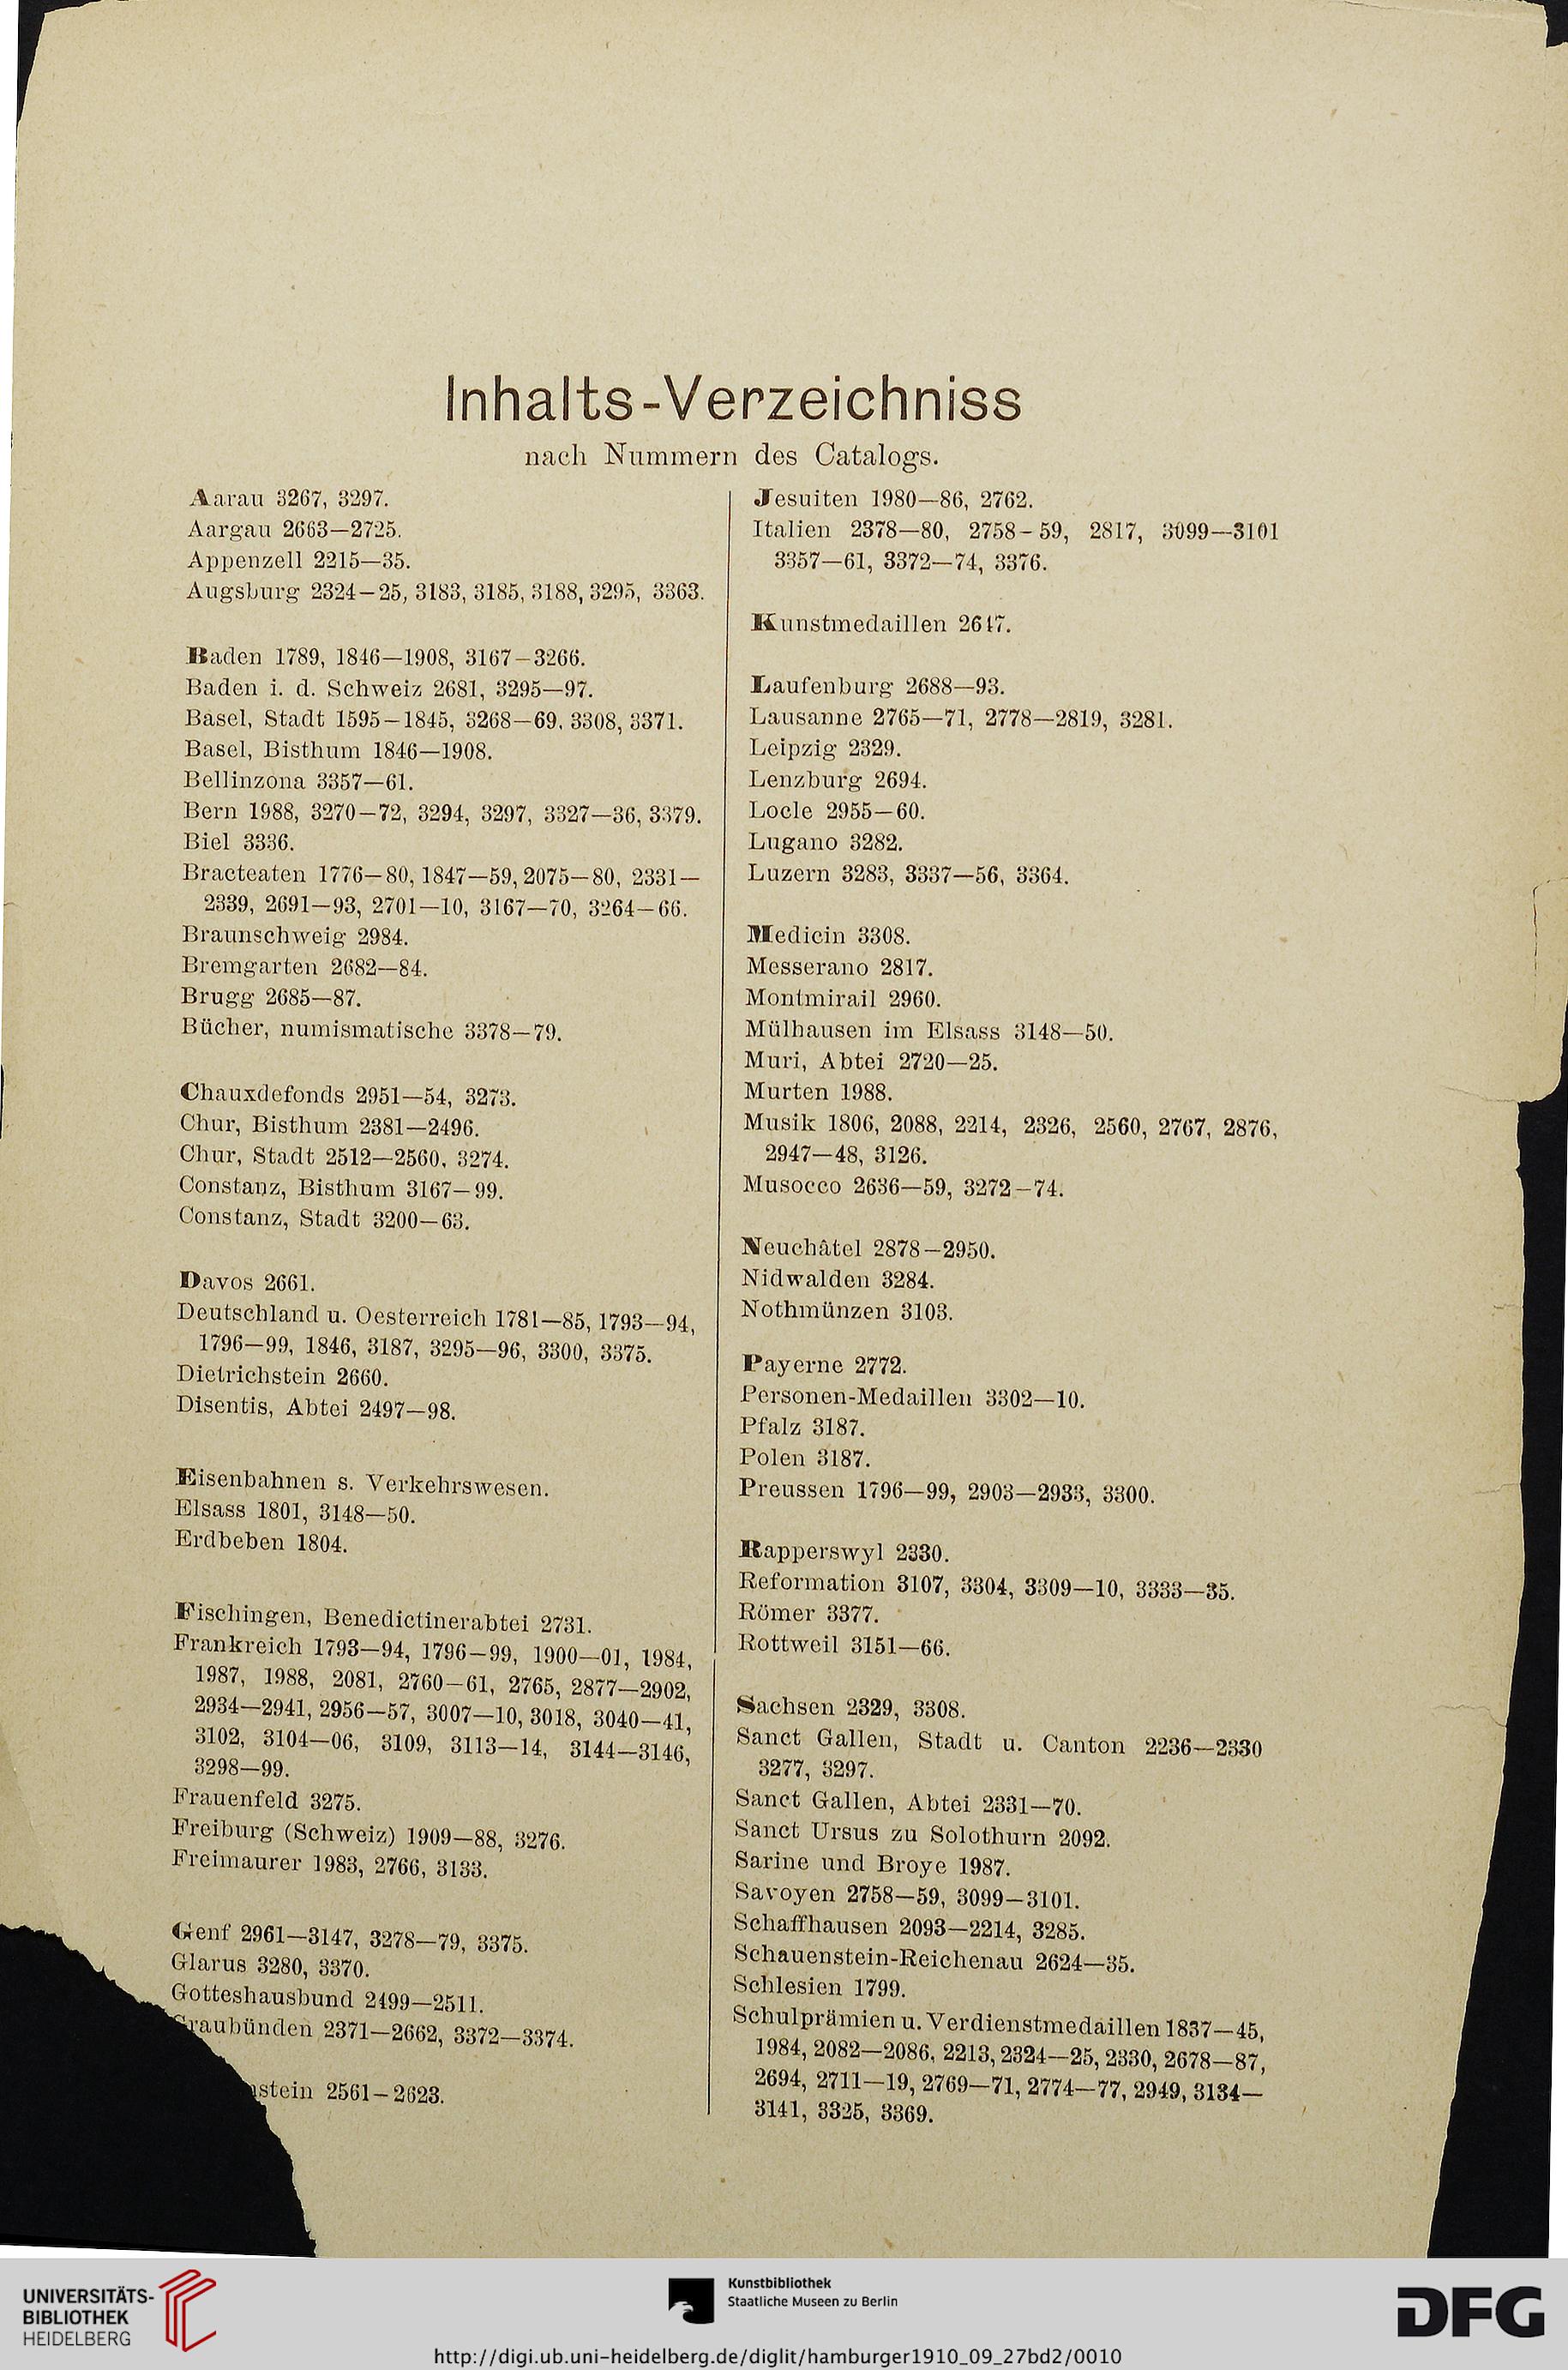 Inhalts-Verzeichniss
nach Nummern des Catalogs.
Aarau 3267, 3297.
Aargau 2663—2725.
Appenzell 2215—35.
Augsburg 2324—25, 3183, 3185, 3188, 3295, 3363.
Baden 1789, 1846—1908, 3167—3266.
Baden i. d. Schweiz 2681, 3295—97.
Basel, Stadt 1595—1845, 3268—69, 3308, 3371.
Basel, Bisthum 1846—1908.
Bellinzona 3357—61.
Bern 1988, 3270—72, 3294, 3297, 3327—36, 3379.
Biel 3336.
Bracteaten 1776—80, 1847—59, 2075—80, 2331—
2339, 2691—93, 2701—10, 3167—70, 3264—66.
Braunschweig 2984.
Bremgarten 2682—84.
Brugg 2685—87.
Bücher, numismatische 3378—79.
Chauxdefonds 2951—54, 3273.
Chur, Bisthum 2381—2496.
Chur, Stadt 2512—2560, 3274.
Constanz, Bisthum 3167—99.
Constanz, Stadt 3200—63.
Davos 2661.
Deutschland u. Oesterreich 1781—85, 1793—94,
1796—99, 1846, 3187, 3295—96, 3300, 3375.
Dietrichstein 2660.
Disentis, Abtei 2497—98.
Eisenbahnen s. Verkehrswesen.
Elsass 1801, 3148—50.
Erdbeben 1804.
Fischingen, Benedictinerabtei 2731.
Frankreich 1793—94, 1796—99, 1900—01, 1984,
1987, 1988, 2081, 2760—61, 2765, 2877—2902,
2934—2941, 2956—57, 3007—10, 3018, 3040—41,
3102, 3104—06, 3109, 3113—14, 3144—3146,
3298—99.
Frauenfeld 3275.
Freiburg (Schweiz) 1909—88, 3276.
Freimaurer 1983, 2766, 3133.
Genf 2961—3147, 3278—79, 3375.
Glarus 3280, 3370.
Gotteshausbund 2499—2511.
Graubünden 2371—2662, 3372—3374.
nstein 2561—2623.
Jesuiten 1980—86, 2762.
Italien 2378—80, 2758—59, 2817, 3099—3101
3357—61, 3372—74, 3376.
Kunstmedaillen 2647.
Laufenburg 2688—93.
Lausanne 2765—71, 2778—2819, 3281.
Leipzig 2329.
Lenzburg 2694.
Locle 2955—60.
Lugano 3282.
Luzern 3283, 3337—56, 3364.
Medicin 3308.
Messerano 2817.
Montmirail 2960.
Mülhausen im Elsass 3148—50.
Muri, Abtei 2720—25.
Murten 1988.
Musik 1806, 2088, 2214, 2326, 2560, 2767, 2876,
2947—48, 3126.
Musocco 2636—59, 3272—74.
Neuchâtel 2878—2950.
Nidwalden 3284.
Nothmünzen 3103.
Payerne 2772.
Personen-Medaillen 3302—10.
Pfalz 3187.
Polen 3187.
Preussen 1796—99, 2903—2933, 3300.
Rapperswyl 2330.
Reformation 3107, 3304, 3309—10, 3333—35.
Römer 3377.
Rottweil 3151—66.
Sachsen 2329, 3308.
Sanct Gallen, Stadt u. Canton 2236—2330
3277, 3297.
Sanct Gallen, Abtei 2331—70.
Sanct Ursus zu Solothurn 2092.
Sarine und Broye 1987.
Savoyen 2758—59, 3099—3101.
Schaffhausen 2093—2214, 3285.
Schauenstein-Reichenau 2624—35.
Schlesien 1799.
Schulprämien u. Verdienstmedaillen 1837—45,
1984, 2082—2086, 2213, 2324—25, 2330, 2678—87,
2694, 2711—19, 2769—71, 2774—77, 2949, 3134—
3141, 3325, 3369.
UNIVERSITÄTS-
BIBLIOTHEK
HEIDELBERG
Kunstbibliothek
Staatliche Museen zu Berlin
DFG
http://digi.ub.uni-heidelberg.de/diglit/hamburger1910_09_27bd2/0010